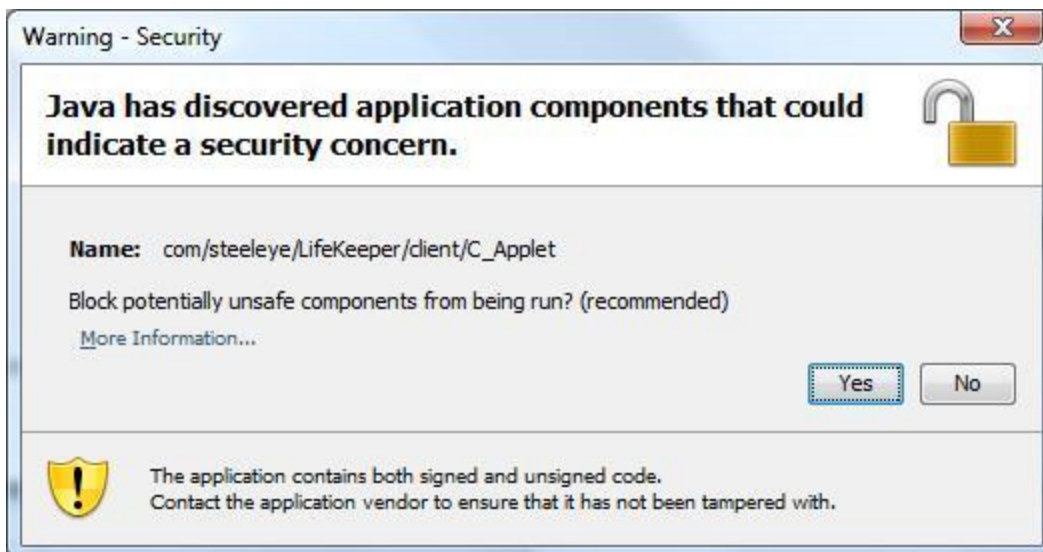 Warning - Security
Java has discovered application components that could
indicate a security concern.
Name: com/steeleye/LifeKeeper/client/C_Applet
Block potentially unsafe components from being run? (recommended)
More Information...
Yes No
The application contains both signed and unsigned code.
Contact the application vendor to ensure that it has not been tampered with.